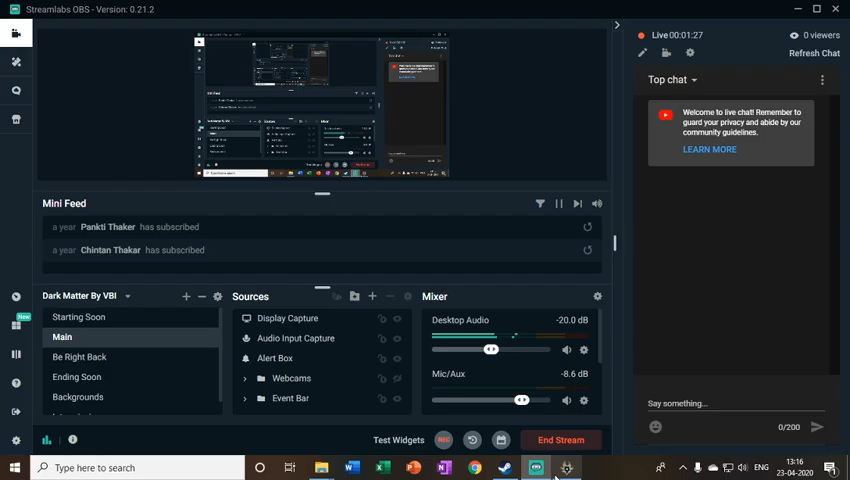 Streamlabs OBS - Version: 0.21.2
Live 00:01:27
0 viewers
Refresh Chat
Top chat
Welcome to live chat! Remember to
guard your privacy and abide by our
community guidelines.
LEARN MORE
Mini Feed
a year Pankti Thaker has subscribed
a year Chintan Thakar has subscribed
Dark Matter By VBI
Starting Soon
Main
Be Right Back
Ending Soon
Backgrounds
Sources
Display Capture
Audio Input Capture
Alert Box
Webcams
Event Bar
Mixer
Desktop Audio -20.0 dB
Mic/Aux -8.6 dB
New
Test Widgets
REC
End Stream
Say something...
0/200
Type here to search
ENG
13:16
23-04-2020